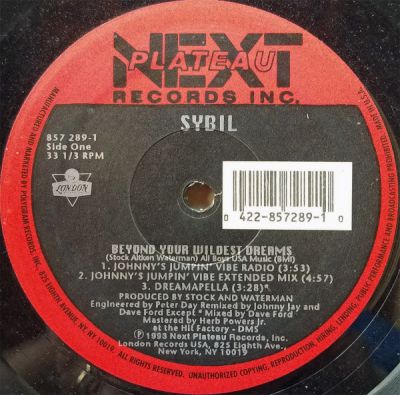 NEXT
PLATEAU
RECORDS INC.
SYBIL
857 289-1
Side One
33 1/3 RPM
LONDON
0 422-857289-1 0
BEYOND YOUR WILDEST DREAMS
(Stock Aitken Waterman) All Boys USA Music (BMI)
1. JOHNNY'S JUMPIN' VIBE RADIO (3:53)
2. JOHNNY'S JUMPIN' VIBE EXTENDED MIX (4:57)
3. DREAMAPELLA (3:28)*
PRODUCED BY STOCK AND WATERMAN
Engineered by Peter Day Remixed by Johnny Jay and
Dave Ford Except * Mixed by Dave Ford
Mastered by Herb Powers Jr.
at the Hit Factory - DMS
℗1993 Next Plateau Records, Inc.
London Records USA, 825 Eighth Ave.,
New York, NY 10019
MANUFACTURED AND MARKETED BY POLYGRAM RECORDS, INC., 825 EIGHTH AVENUE, NY, NY 10019. ALL RIGHTS RESERVED. UNAUTHORIZED COPYING, REPRODUCTION, HIRING, LENDING, PUBLIC PERFORMANCE AND BROADCASTING PROHIBITED. MADE IN U.S.A.